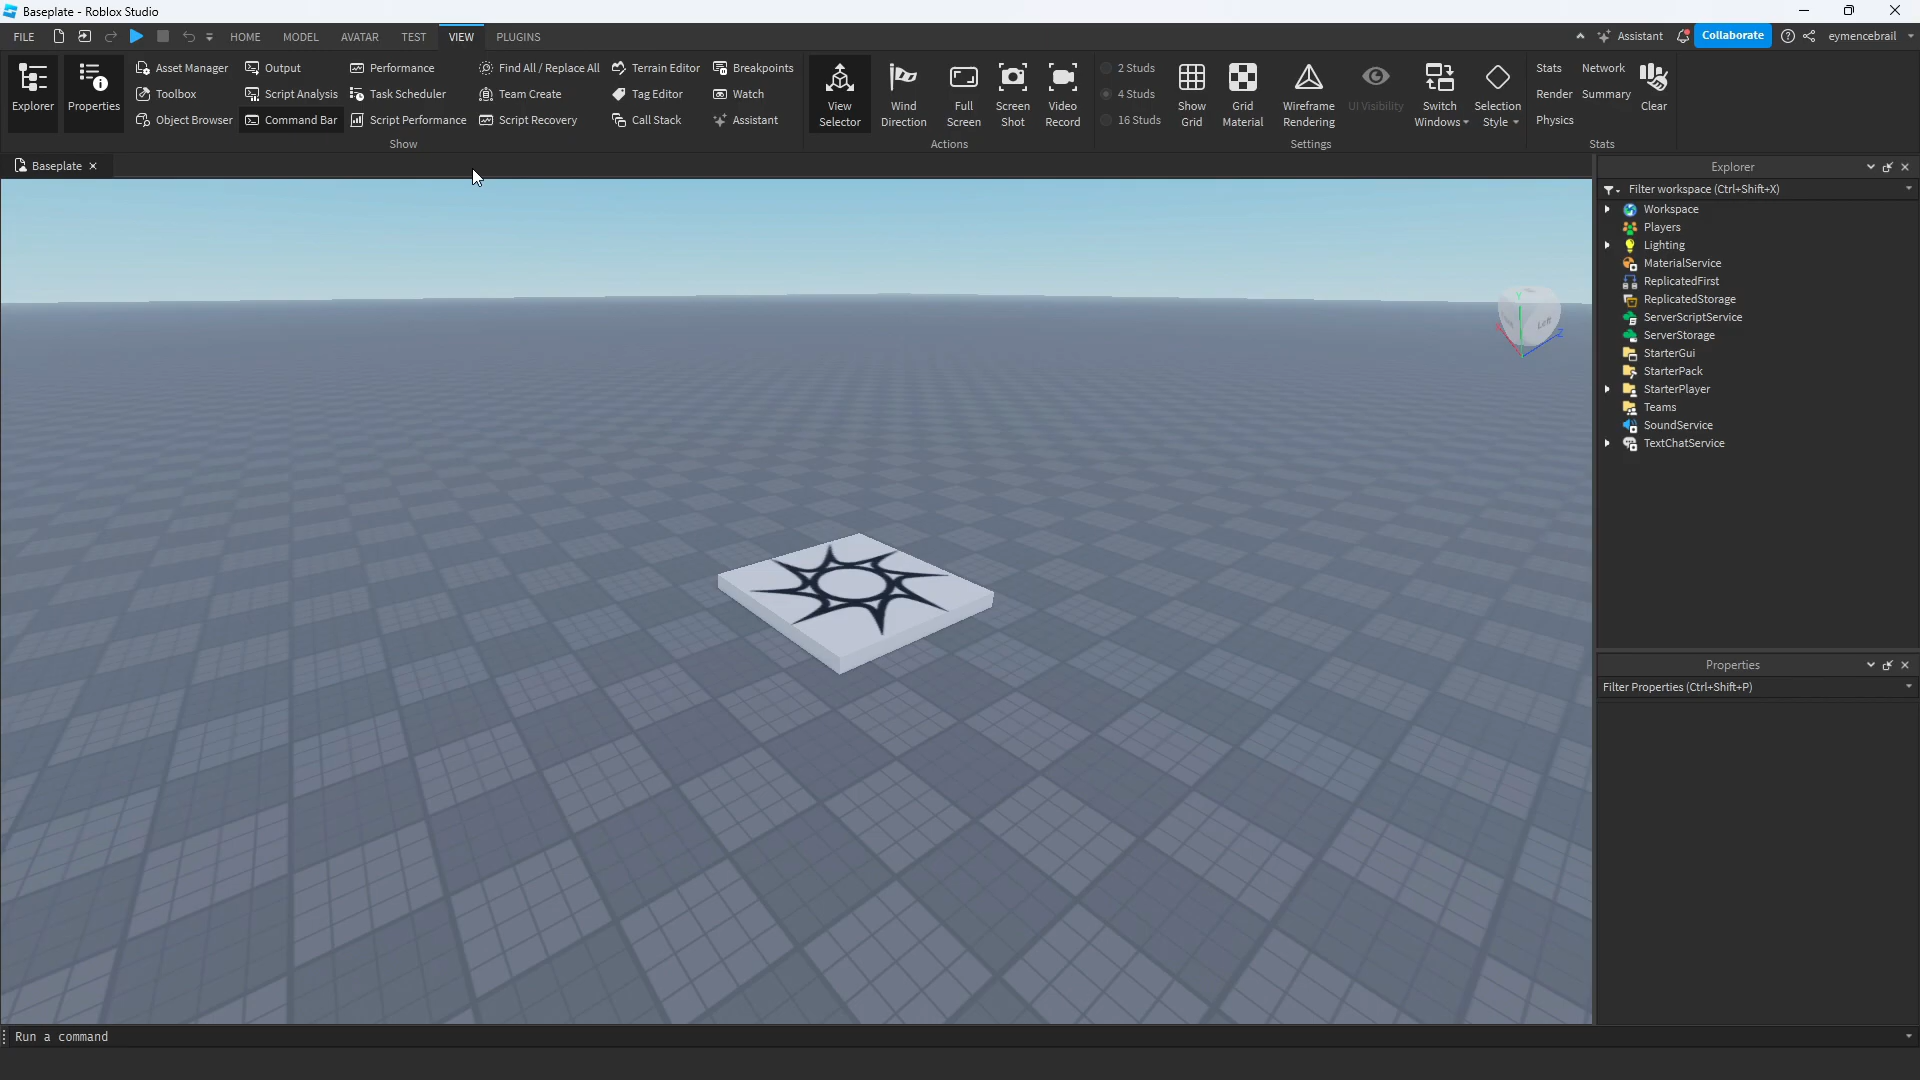 Baseplate - Roblox Studio
FILE HOME MODEL AVATAR TEST VIEW PLUGINS Assistant Collaborate eymencebrail
Explorer
Properties
Asset Manager
Toolbox
Object Browser
Output
Script Analysis
Command Bar
Performance
Task Scheduler
Script Performance
Find All / Replace All
Team Create
Script Recovery
Terrain Editor
Tag Editor
Call Stack
Breakpoints
Watch
Assistant
Show
View
Selector
Wind
Direction
Full
Screen
Screen
Shot
Video
Record
Actions
2 Studs
4 Studs
16 Studs
Show
Grid
Grid
Material
Wireframe
Rendering
UI Visibility
Switch
Windows
Selection
Style
Settings
Stats
Render
Physics
Network
Summary
Clear
Stats
Baseplate
Explorer
Filter workspace (Ctrl+Shift+X)
Workspace
Players
Lighting
MaterialService
ReplicatedFirst
ReplicatedStorage
ServerScriptService
ServerStorage
StarterGui
StarterPack
StarterPlayer
Teams
SoundService
TextChatService
Y
Left
Z
Properties
Filter Properties (Ctrl+Shift+P)
Run a command